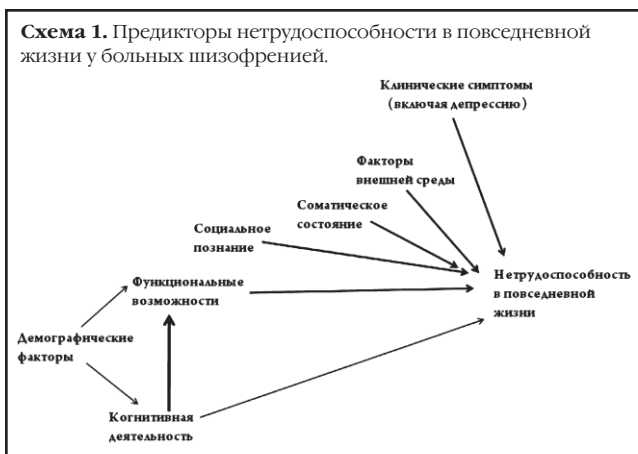 Схема 1. Предикторы нетрудоспособности в повседневной
жизни у больных шизофренией.
Клинические симптомы
(включая депрессию)
Факторы
внешней среды
Соматическое
состояние
Социальное
познание
Функциональные
возможности
Нетрудоспособность
в повседневной
жизни
Демографические
факторы
Когнитивная
деятельность